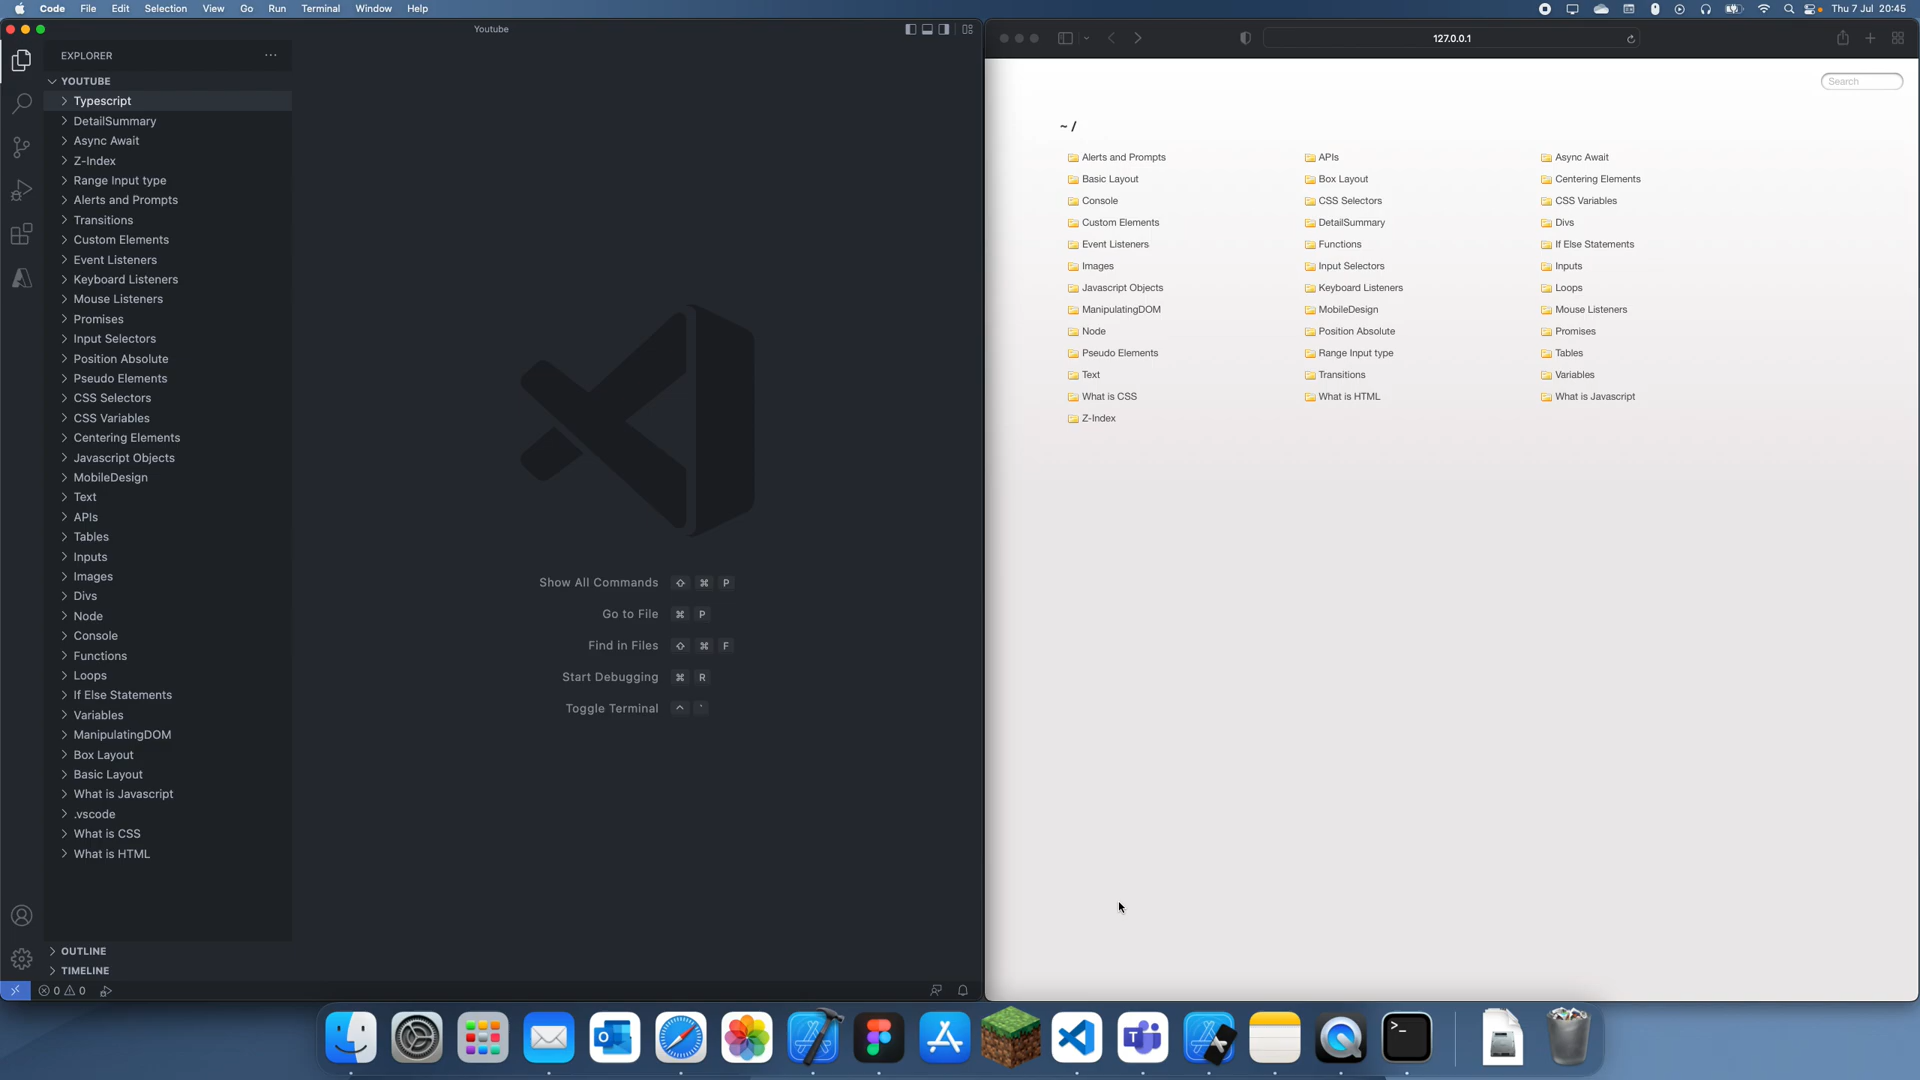 Code File Edit Selection View Go Run Terminal Window Help
Thu 7 Jul 20:45
Youtube
EXPLORER
YOUTUBE
Typescript
DetailSummary
Async Await
Z-Index
Range Input type
Alerts and Prompts
Transitions
Custom Elements
Event Listeners
Keyboard Listeners
Mouse Listeners
Promises
Input Selectors
Position Absolute
Pseudo Elements
CSS Selectors
CSS Variables
Centering Elements
Javascript Objects
MobileDesign
Text
APIs
Tables
Inputs
Images
Divs
Node
Console
Functions
Loops
If Else Statements
Variables
ManipulatingDOM
Box Layout
Basic Layout
What is Javascript
.vscode
What is CSS
What is HTML
OUTLINE
TIMELINE
0 0
Show All Commands ⇧ ⌘ P
Go to File ⌘ P
Find in Files ⇧ ⌘ F
Start Debugging ⌘ R
Toggle Terminal ^ `
127.0.0.1
Search
~ /
Alerts and Prompts APIs Async Await
Basic Layout Box Layout Centering Elements
Console CSS Selectors CSS Variables
Custom Elements DetailSummary Divs
Event Listeners Functions If Else Statements
Images Input Selectors Inputs
Javascript Objects Keyboard Listeners Loops
ManipulatingDOM MobileDesign Mouse Listeners
Node Position Absolute Promises
Pseudo Elements Range Input type Tables
Text Transitions Variables
What is CSS What is HTML What is Javascript
Z-Index